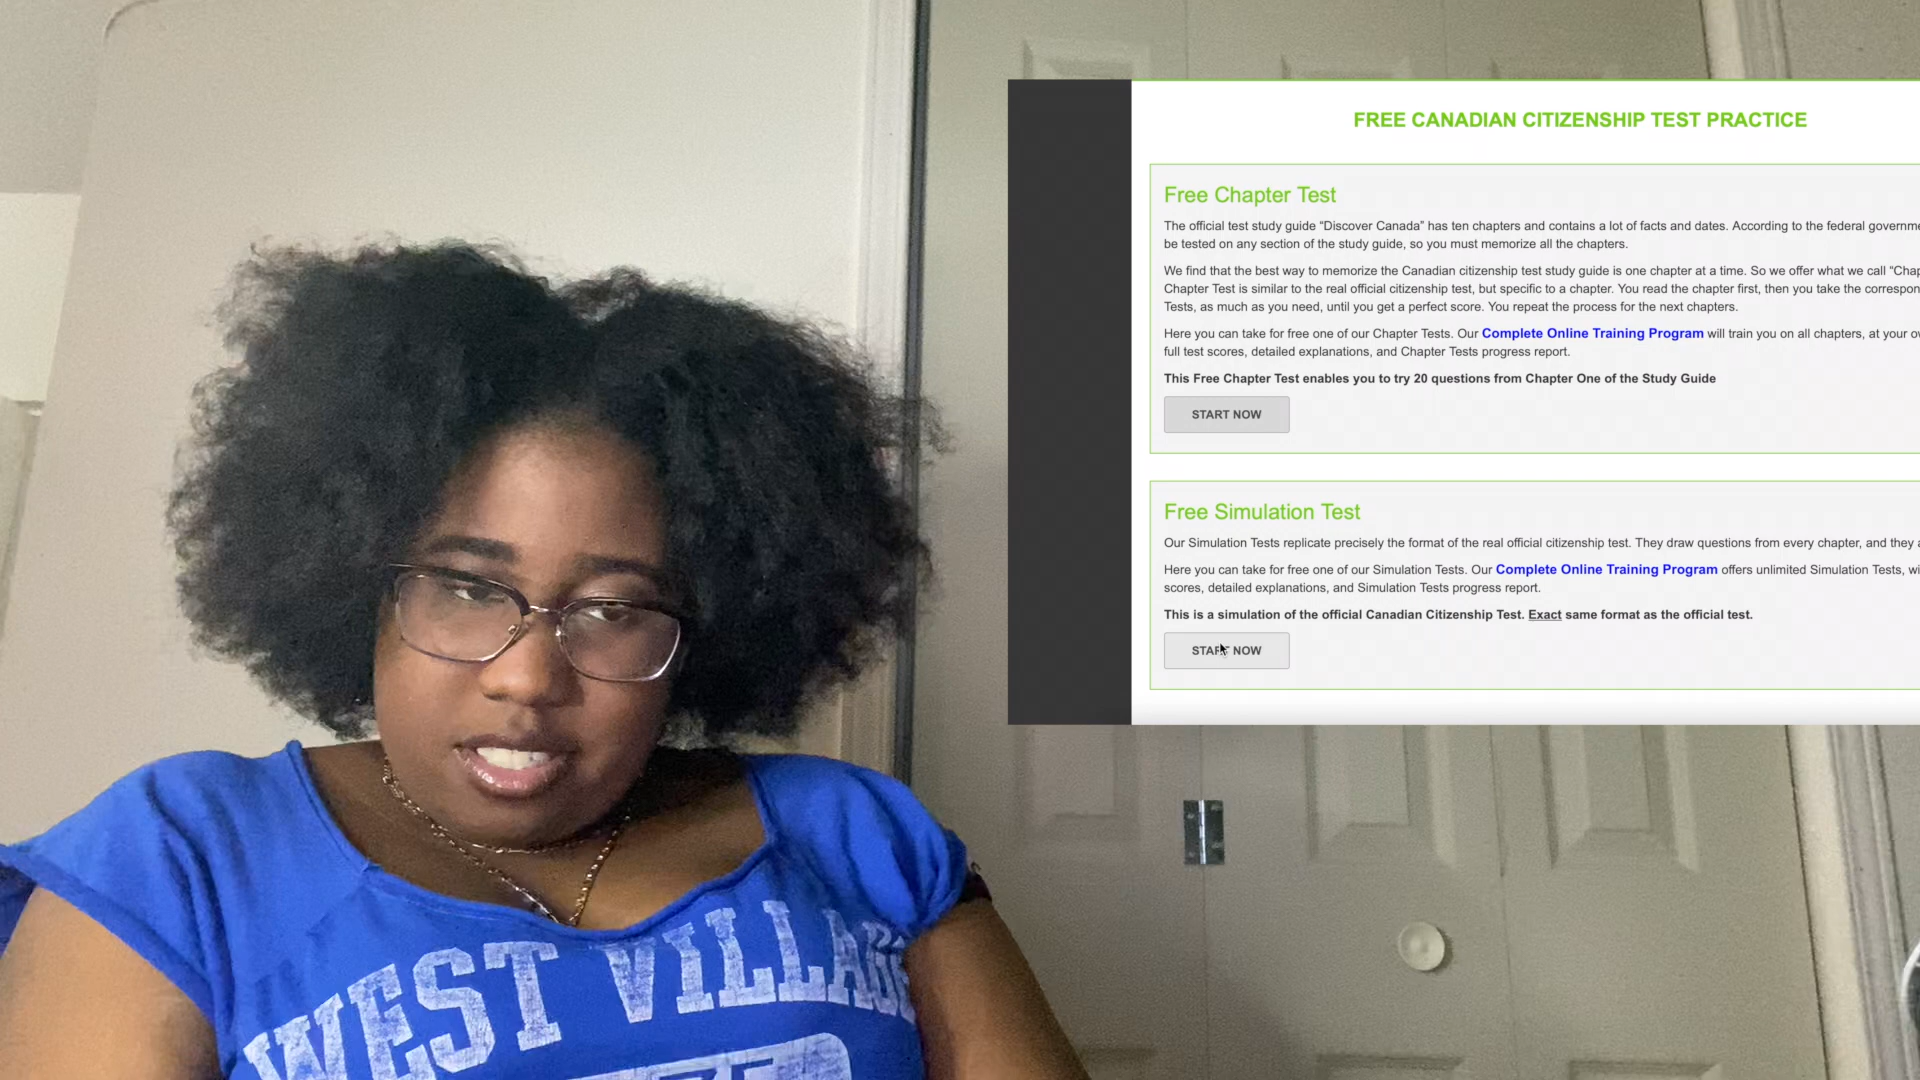 FREE CANADIAN CITIZENSHIP TEST PRACTICE
Free Chapter Test
The official test study guide “Discover Canada” has ten chapters and contains a lot of facts and dates. According to the federal
be tested on any section of the study guide, so you must memorize all the chapters.
We find that the best way to memorize the Canadian citizenship test study guide is one chapter at a time. So we offer what we call
Chapter Test is similar to the real official citizenship test, but specific to a chapter. You read the chapter first, then you take the
Tests, as much as you need, until you get a perfect score. You repeat the process for the next chapters.
Here you can take for free one of our Chapter Tests. Our Complete Online Training Program will train you on all chapters, at your
full test scores, detailed explanations, and Chapter Tests progress report.
This Free Chapter Test enables you to try 20 questions from Chapter One of the Study Guide
START NOW
Free Simulation Test
Our Simulation Tests replicate precisely the format of the real official citizenship test. They draw questions from every chapter, and they
Here you can take for free one of our Simulation Tests. Our Complete Online Training Program offers unlimited Simulation Tests,
scores, detailed explanations, and Simulation Tests progress report.
This is a simulation of the official Canadian Citizenship Test. Exact same format as the official test.
START NOW
WEST VILLAGE